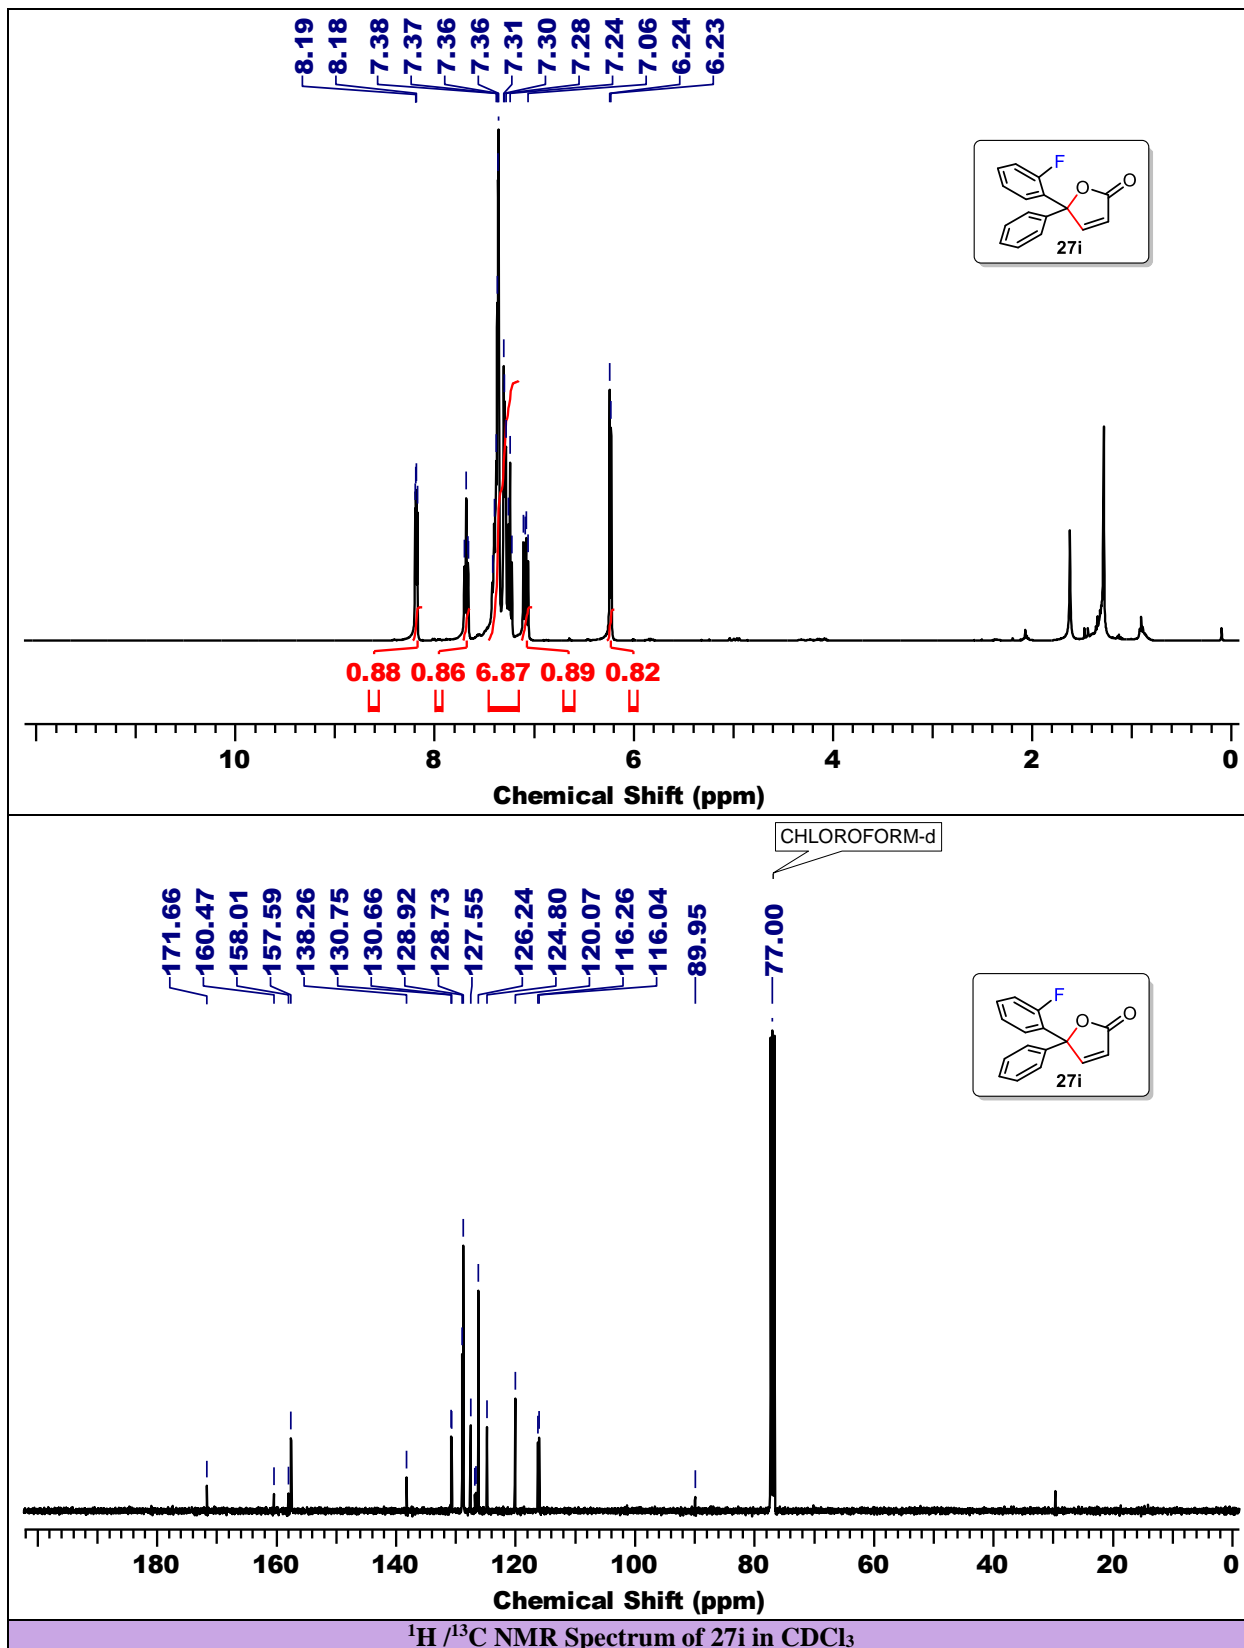 8.19
8.18
7.38
7.37
7.36
7.36
7.31
7.30
7.28
7.24
7.06
6.24
6.23
F
O
O
27i
0.88 0.86 6.87 0.89 0.82
10 8 6 4 2 0
Chemical Shift (ppm)
CHLOROFORM-d
171.66
160.47
158.01
157.59
138.26
130.75
130.66
128.92
128.73
127.55
126.24
124.80
120.07
116.26
116.04
89.95
77.00
F
O
O
27i
180 160 140 120 100 80 60 40 20 0
Chemical Shift (ppm)
¹H /¹³C NMR Spectrum of 27i in CDCl₃